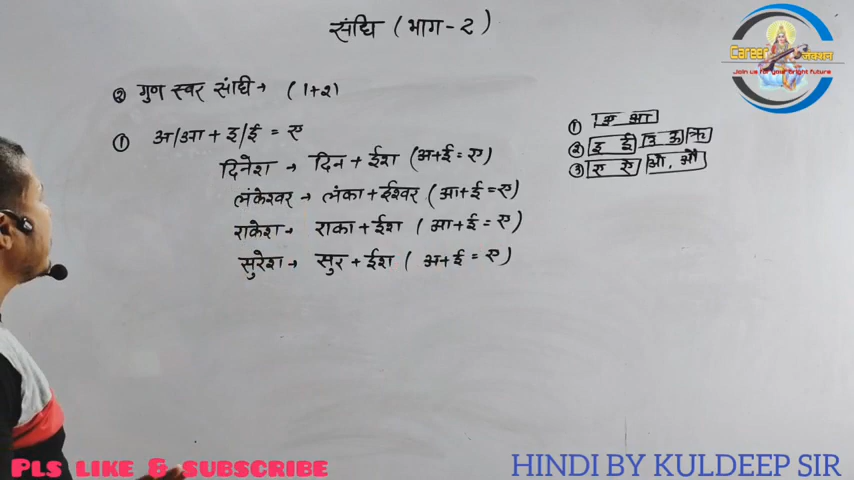 संधि ( भाग - 2 )
② गुण स्वर संधि → (1+2)
① अ/आ + इ/ई = ए
दिनेश → दिन + ईश (अ+ई = ए)
लंकेश्वर → लंका + ईश्वर (आ+ई = ए)
राकेश → राका + ईश ( आ+ई = ए)
सुरेश → सुर + ईश ( अ+ई = ए)
① अ आ
② इ ई उ ऊ ऋ
③ ए ऐ ओ, औ
Career जंक्शन
Join us for your bright future
PLS LIKE & SUBSCRIBE
HINDI BY KULDEEP SIR